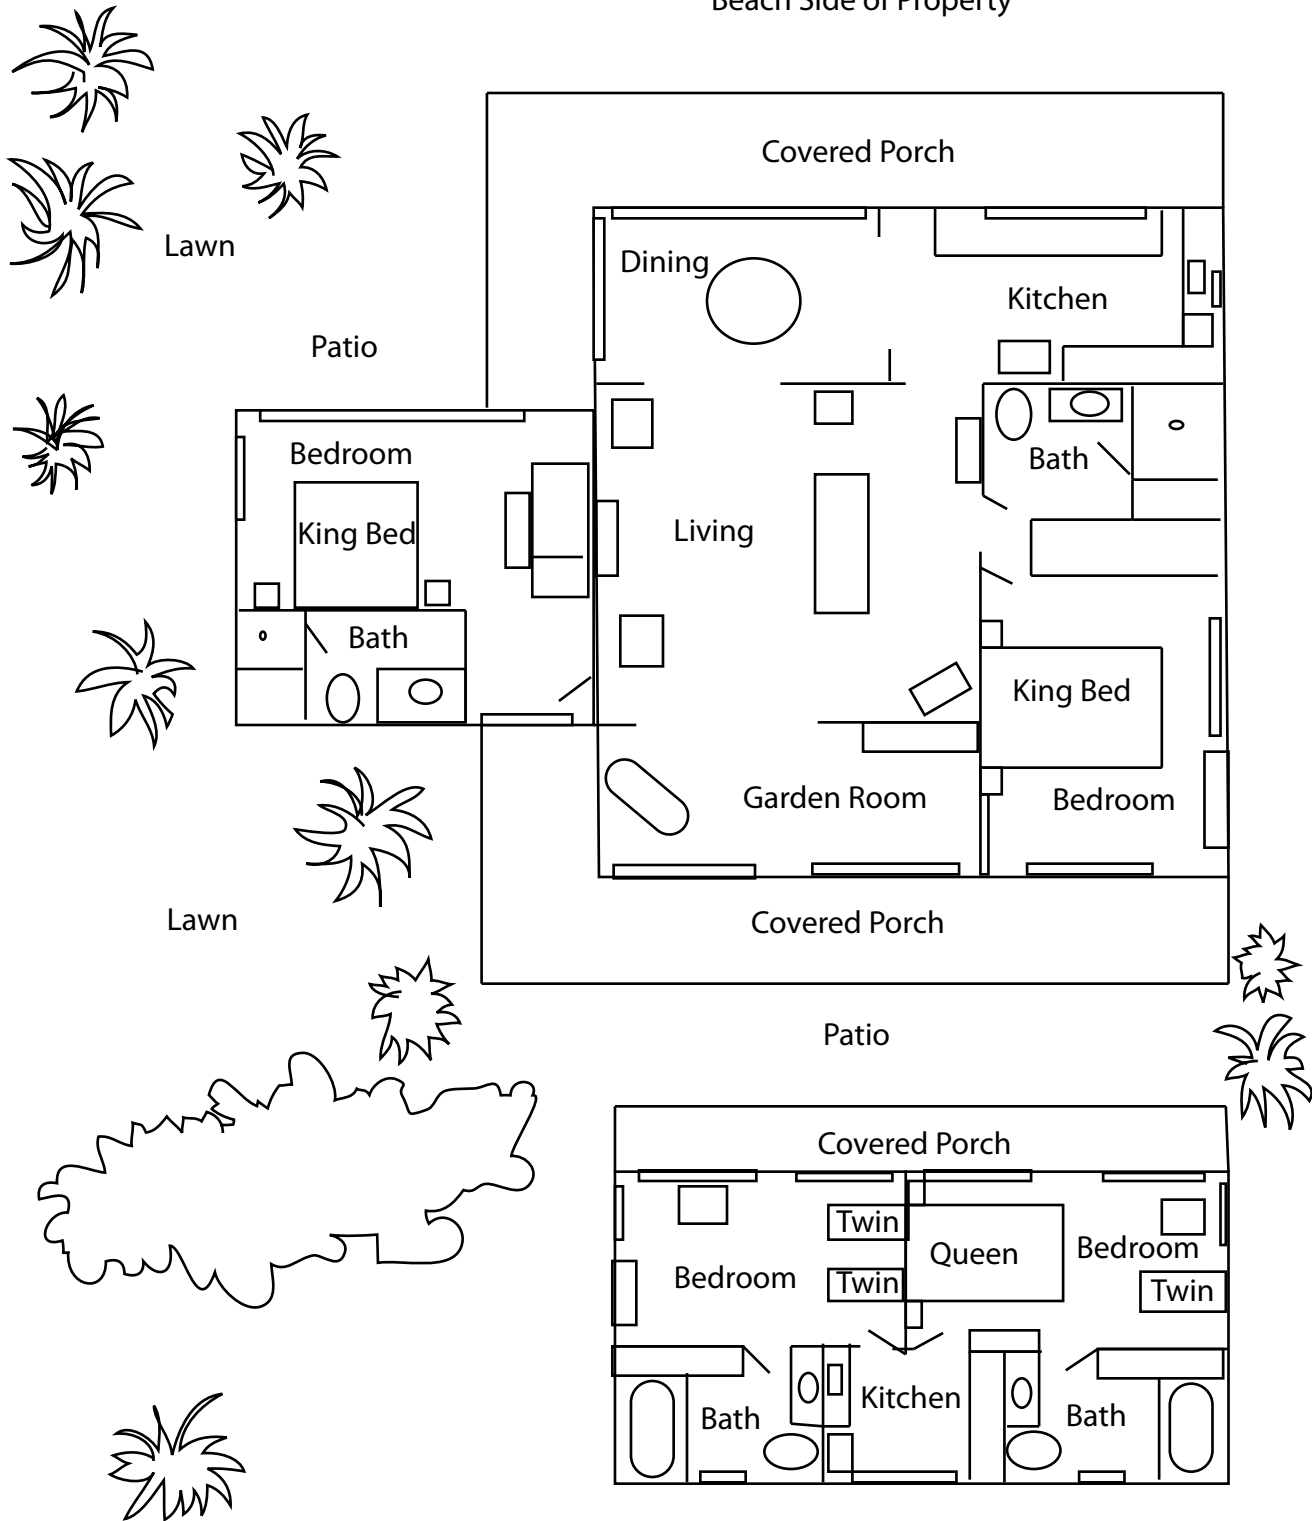 Beach Side of Property
Covered Porch
Lawn
Dining
Kitchen
Patio
Bedroom
Bath
King Bed
Living
Bath
King Bed
Garden Room
Bedroom
Lawn
Covered Porch
Patio
Covered Porch
Twin
Queen
Bedroom
Bedroom
Twin
Twin
Kitchen
Bath
Bath